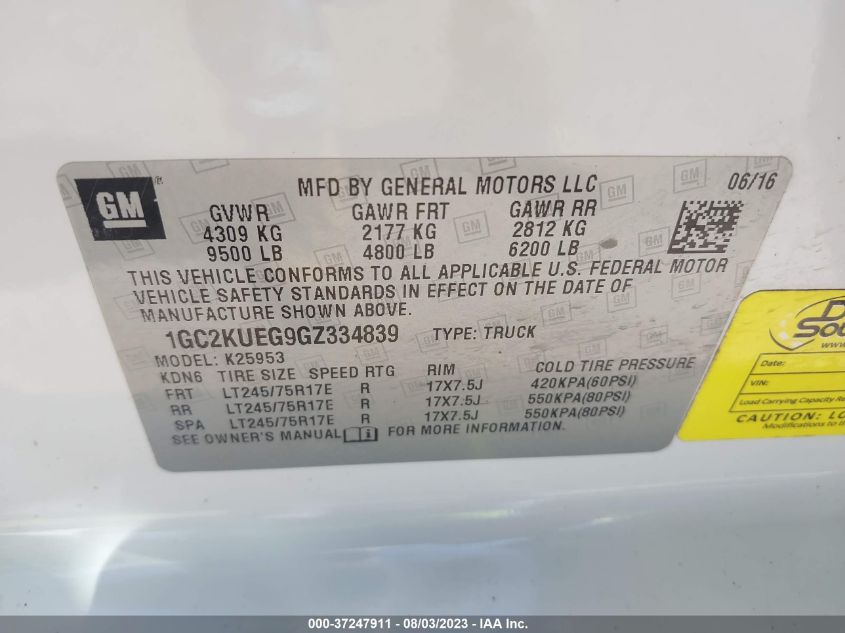 GM
®
MFD BY GENERAL MOTORS LLC
06/16
GVWR GAWR FRT GAWR RR
4309 KG 2177 KG 2812 KG
9500 LB 4800 LB 6200 LB
THIS VEHICLE CONFORMS TO ALL APPLICABLE U.S. FEDERAL MOTOR
VEHICLE SAFETY STANDARDS IN EFFECT ON THE DATE OF
MANUFACTURE SHOWN ABOVE.
1GC2KUEG9GZ334839 TYPE: TRUCK
MODEL: K25953
KDN6 TIRE SIZE SPEED RTG RIM COLD TIRE PRESSURE
FRT LT245/75R17E R 17X7.5J 420KPA(60PSI)
RR LT245/75R17E R 17X7.5J 550KPA(80PSI)
SPA LT245/75R17E R 17X7.5J 550KPA(80PSI)
SEE OWNER'S MANUAL i FOR MORE INFORMATION.
Date:
VIN:
Load Carrying Capacity
CAUTION:
Modifications to
000-37247911 - 08/03/2023 - IAA Inc.